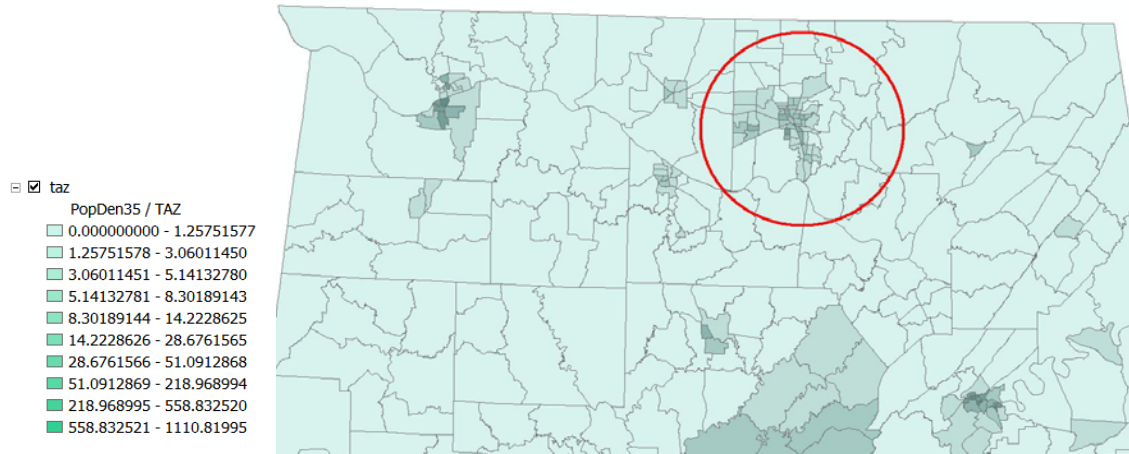 taz
PopDen35 / TAZ
0.000000000 - 1.25751577
1.25751578 - 3.06011450
3.06011451 - 5.14132780
5.14132781 - 8.30189143
8.30189144 - 14.2228625
14.2228626 - 28.6761565
28.6761566 - 51.0912868
51.0912869 - 218.968994
218.968995 - 558.832520
558.832521 - 1110.81995